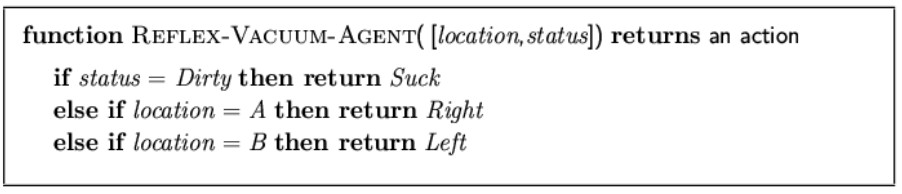 function REFLEX-VACUUM-AGENT( [location,status]) returns an action
if status = Dirty then return Suck
else if location = A then return Right
else if location = B then return Left